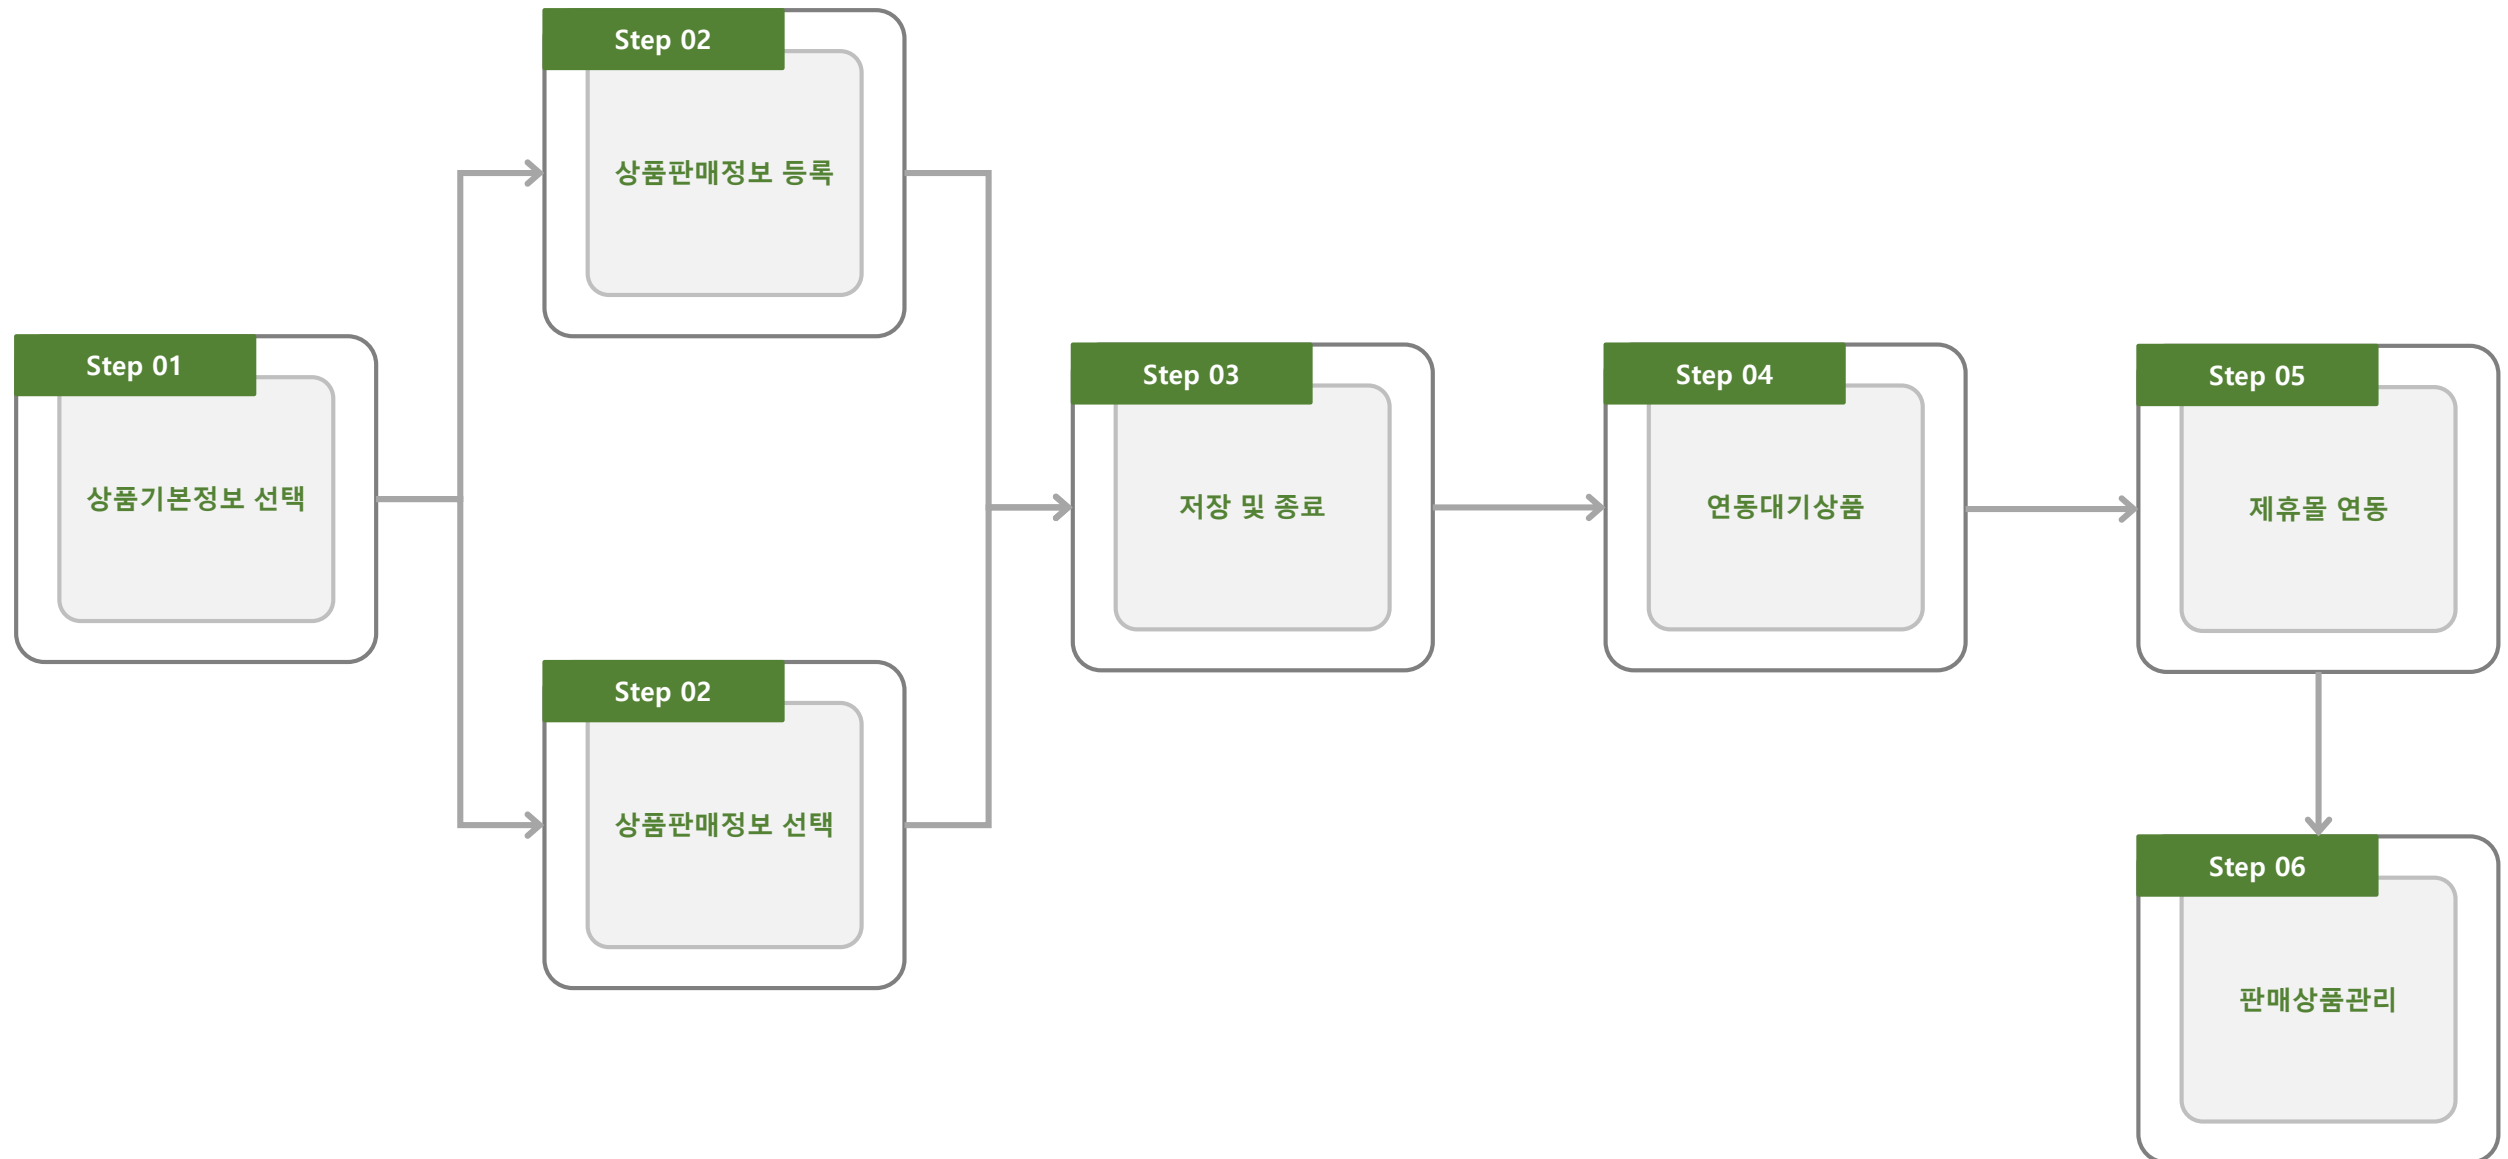 Step 01
상품기본정보 선택
Step 02
상품판매정보 등록
Step 02
상품판매정보 선택
Step 03
저장 및 종료
Step 04
연동대기상품
Step 05
제휴몰 연동
Step 06
판매상품관리